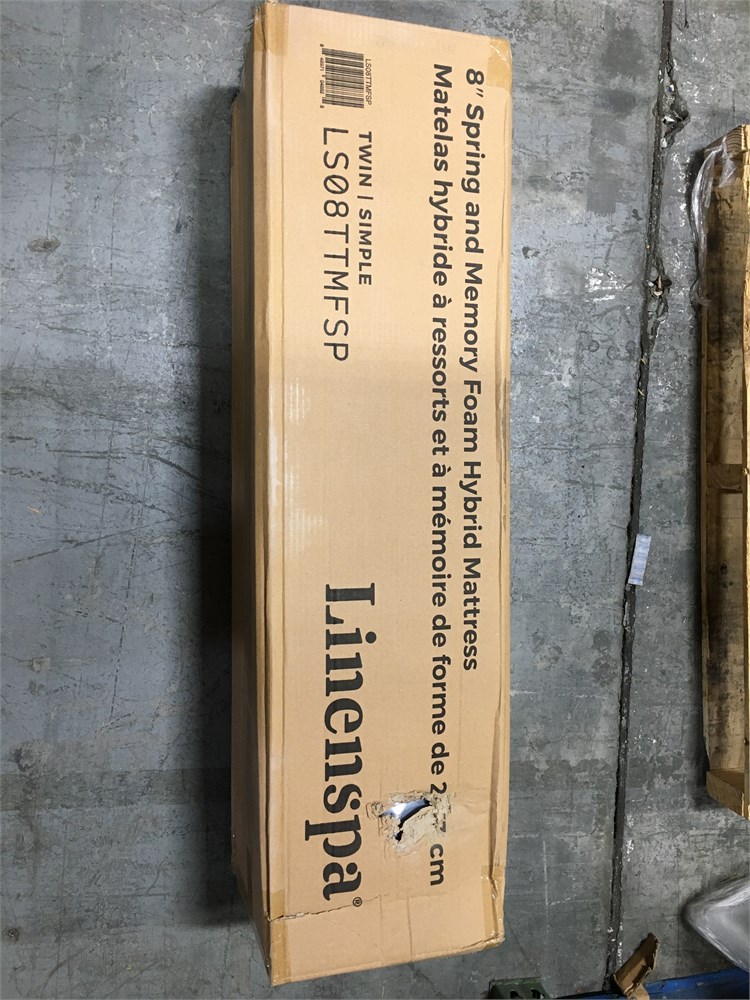 8" Spring and Memory Foam Hybrid Mattress
Matelas hybride à ressorts et à mémoire de forme de cm
TWIN | SIMPLE
LS08TTMFSP
LS08TTMFSP
Linenspa®